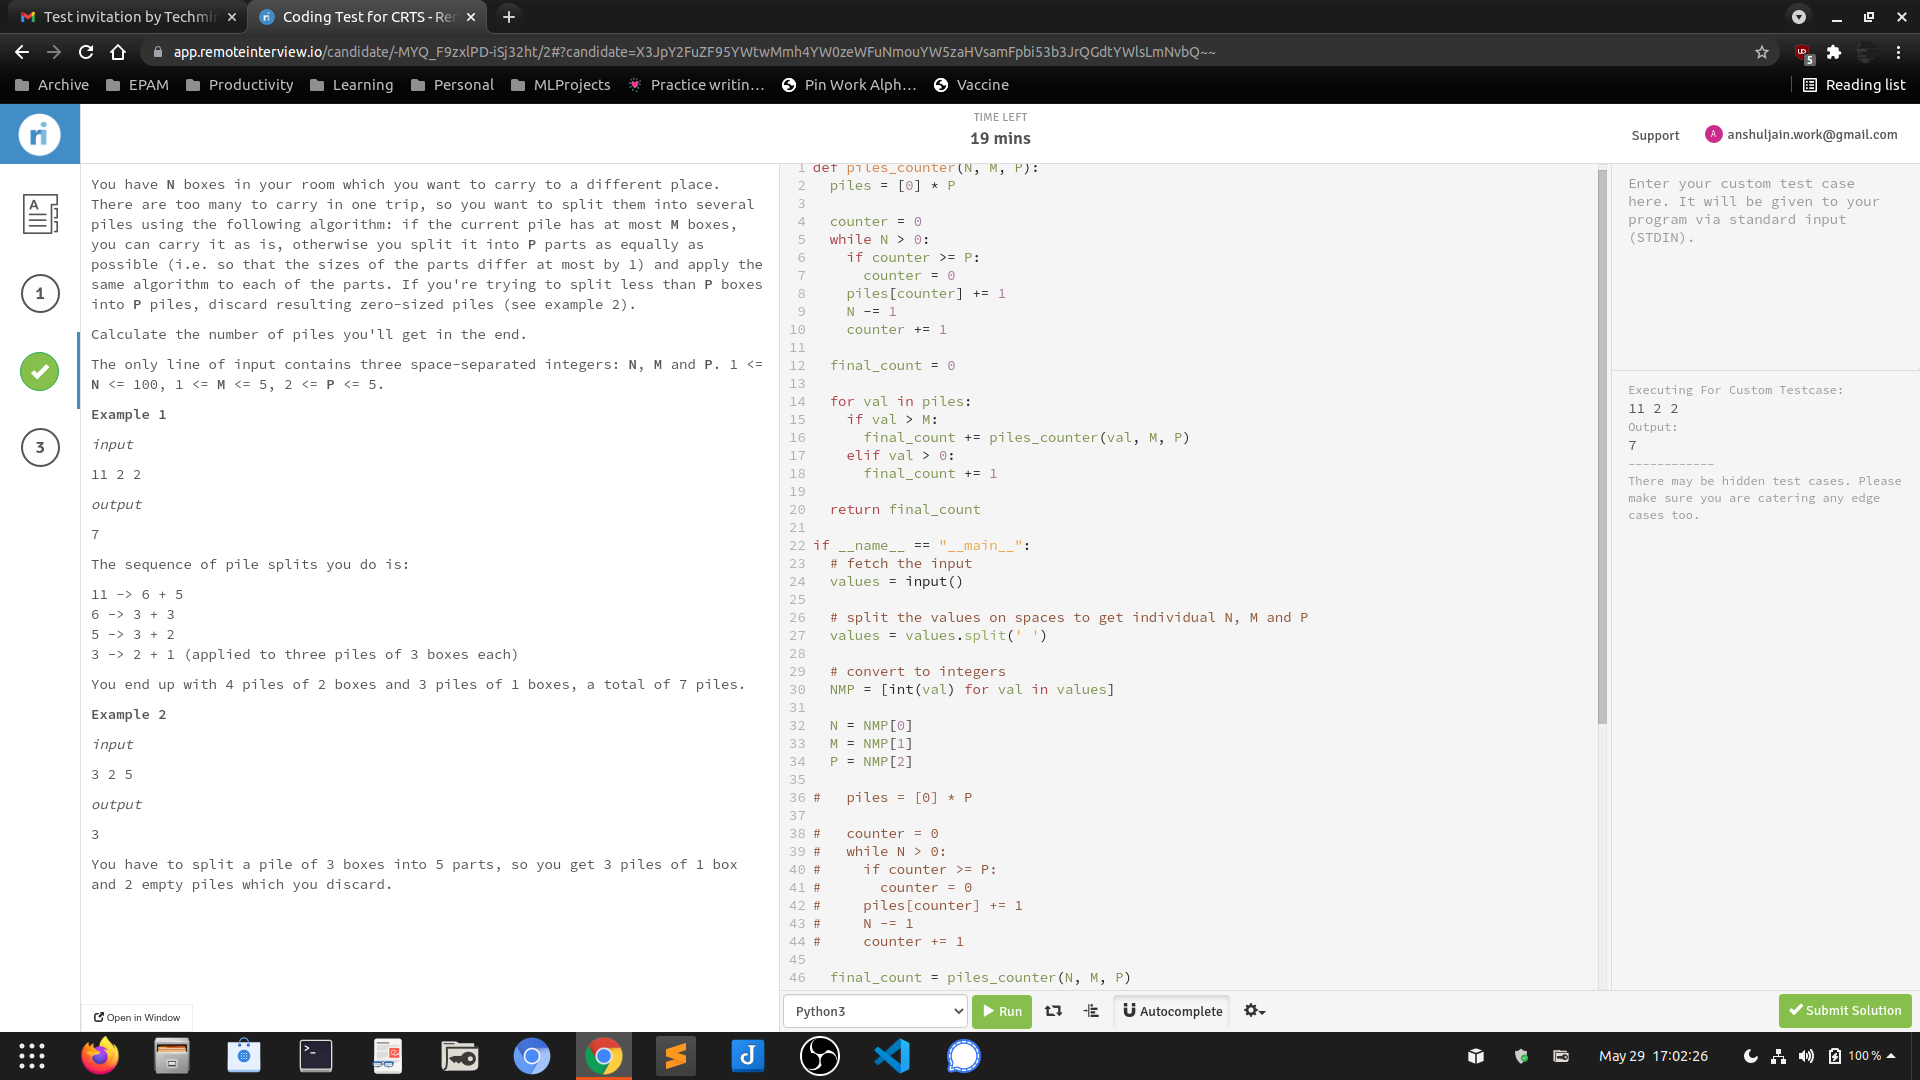 Test invitation by Techmin
Coding Test for CRTS - Rem
app.remoteinterview.io/candidate/-MYQ_F9zxlPD-iSj32ht/2#?candidate=X3JpY2FuZF95YWtwMmh4YW0zeWFuNmouYW5zaHVsamFpbi53b3JrQGdtYWlsLmNvbQ~~
5
Archive
EPAM
Productivity
Learning
Personal
MLProjects
Practice writin…
Pin Work Alph…
Vaccine
Reading list
ri
TIME LEFT
19 mins
Support
A
anshuljain.work@gmail.com
A
1
3
You have N boxes in your room which you want to carry to a different place.
There are too many to carry in one trip, so you want to split them into several
piles using the following algorithm: if the current pile has at most M boxes,
you can carry it as is, otherwise you split it into P parts as equally as
possible (i.e. so that the sizes of the parts differ at most by 1) and apply the
same algorithm to each of the parts. If you're trying to split less than P boxes
into P piles, discard resulting zero-sized piles (see example 2).
Calculate the number of piles you'll get in the end.
The only line of input contains three space-separated integers: N, M and P. 1 <=
N <= 100, 1 <= M <= 5, 2 <= P <= 5.
Example 1
input
11 2 2
output
7
The sequence of pile splits you do is:
11 -> 6 + 5
6 -> 3 + 3
5 -> 3 + 2
3 -> 2 + 1 (applied to three piles of 3 boxes each)
You end up with 4 piles of 2 boxes and 3 piles of 1 boxes, a total of 7 piles.
Example 2
input
3 2 5
output
3
You have to split a pile of 3 boxes into 5 parts, so you get 3 piles of 1 box
and 2 empty piles which you discard.
Open in Window
1 def piles_counter(N, M, P):
2   piles = [0] * P
3
4   counter = 0
5   while N > 0:
6     if counter >= P:
7       counter = 0
8     piles[counter] += 1
9     N -= 1
10     counter += 1
11
12   final_count = 0
13
14   for val in piles:
15     if val > M:
16       final_count += piles_counter(val, M, P)
17     elif val > 0:
18       final_count += 1
19
20   return final_count
21
22 if __name__ == "__main__":
23   # fetch the input
24   values = input()
25
26   # split the values on spaces to get individual N, M and P
27   values = values.split(' ')
28
29   # convert to integers
30   NMP = [int(val) for val in values]
31
32   N = NMP[0]
33   M = NMP[1]
34   P = NMP[2]
35
36 #   piles = [0] * P
37
38 #   counter = 0
39 #   while N > 0:
40 #     if counter >= P:
41 #       counter = 0
42 #     piles[counter] += 1
43 #     N -= 1
44 #     counter += 1
45
46   final_count = piles_counter(N, M, P)
Python3
Run
Autocomplete
Submit Solution
Enter your custom test case
here. It will be given to your
program via standard input
(STDIN).
Executing For Custom Testcase:
11 2 2
Output:
7
------------
There may be hidden test cases. Please
make sure you are catering any edge
cases too.
May 29 17:02:26
100 %